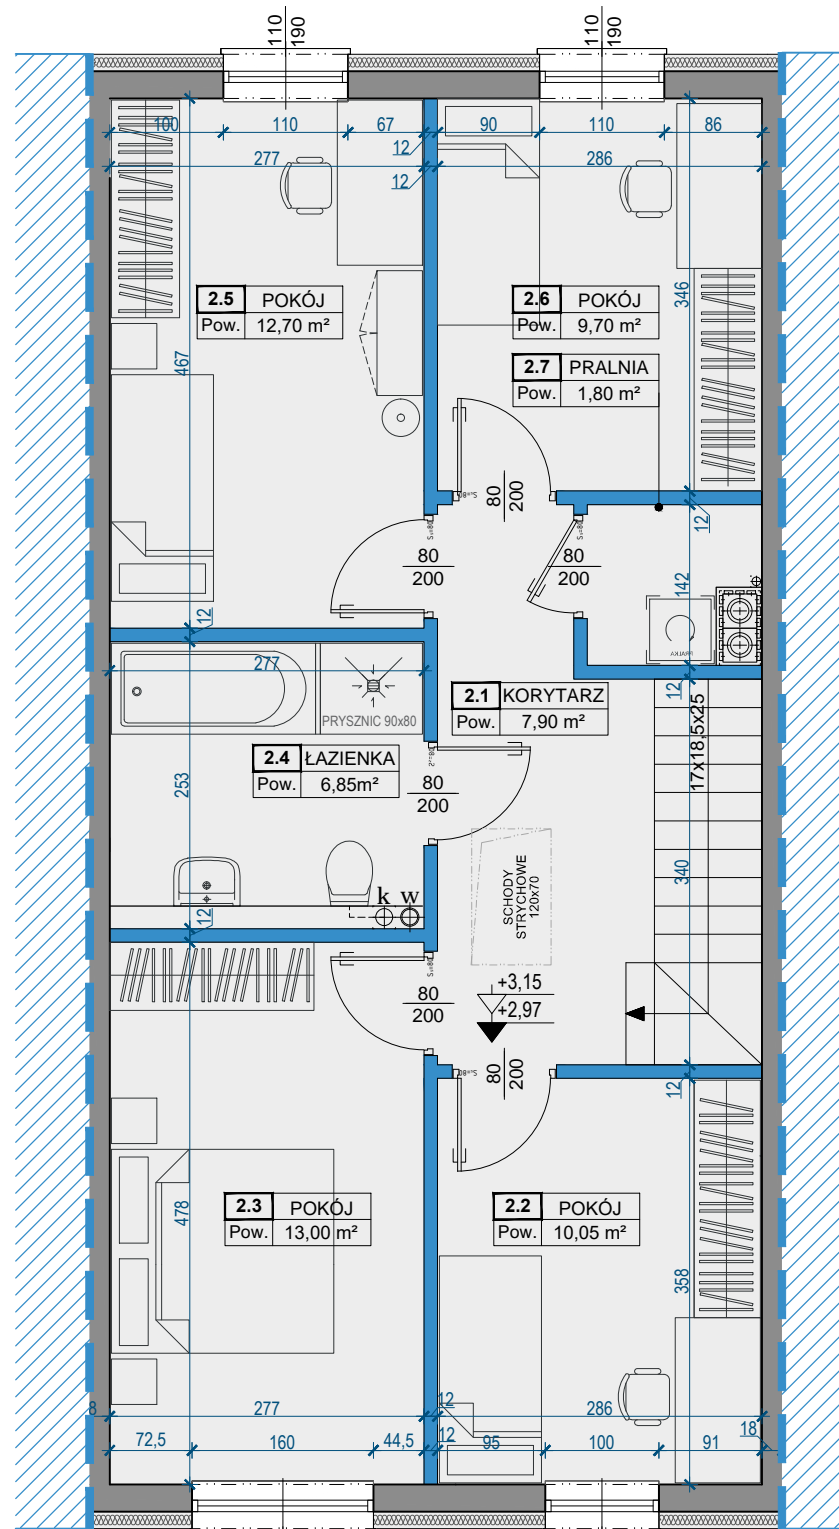 110
190
110
190
100
110
67
12
90
110
86
277
12
286
2.5 POKÓJ
Pow. 12,70 m²
2.6 POKÓJ
Pow. 9,70 m²
346
2.7 PRALNIA
Pow. 1,80 m²
467
80
200
12
80
200
80
200
142
12
PRALKA
277
12
2.1 KORYTARZ
Pow. 7,90 m²
17x18,5x25
PRYSZNIC 90x80
2.4 ŁAZIENKA
Pow. 6,85m²
253
80
200
340
SCHODY
STRYCHOWE
120x70
k w
12
80
200
+3,15
+2,97
80
200
12
2.3 POKÓJ
Pow. 13,00 m²
478
2.2 POKÓJ
Pow. 10,05 m²
358
8
277
12
286
72,5
160
44,5
12
95
100
91
18